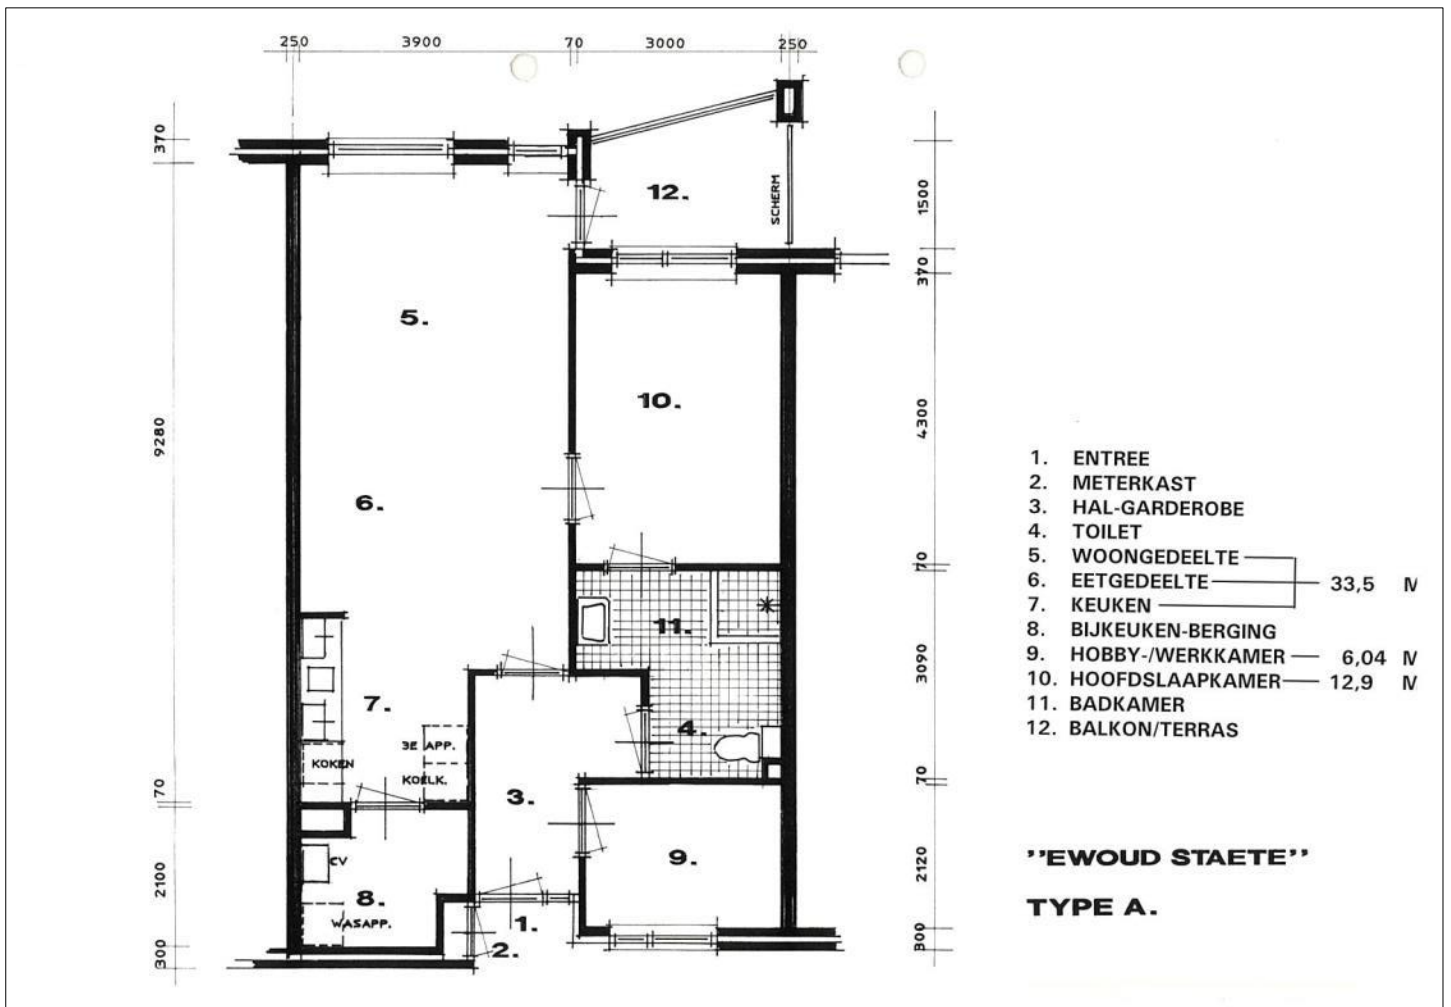 250 3900 70 3000 250
370
9280
70
2100
300
1500
370
4300
70
3090
70
2120
300
12.
SCHERM
5.
10.
6.
11.
7.
4.
3E APP.
KOKEN
KOELK.
3.
9.
CV
8.
WASAPP.
1.
2.
1. ENTREE
2. METERKAST
3. HAL-GARDEROBE
4. TOILET
5. WOONGEDEELTE
6. EETGEDEELTE 33,5 M
7. KEUKEN
8. BIJKEUKEN-BERGING
9. HOBBY-/WERKKAMER 6,04 M
10. HOOFDSLAAPKAMER 12,9 M
11. BADKAMER
12. BALKON/TERRAS
"EWOUD STAETE"
TYPE A.